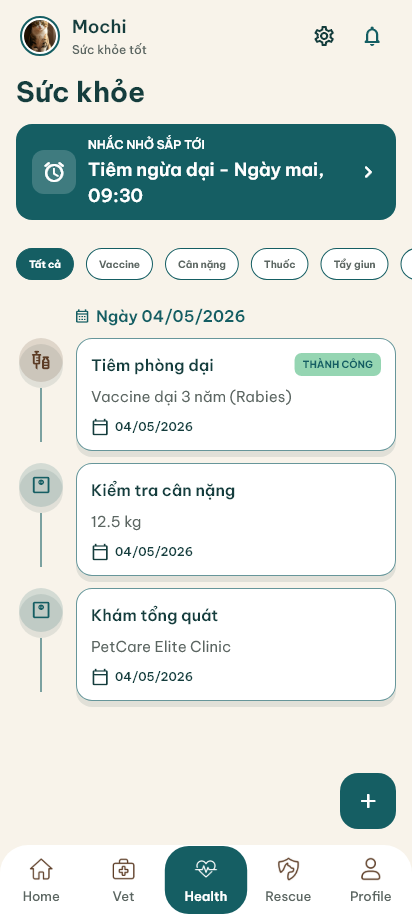 Mochi
Sức khỏe tốt
Sức khỏe
NHẮC NHỞ SẮP TỚI
Tiêm ngừa dại - Ngày mai,
09:30
Tất cả
Vaccine
Cân nặng
Thuốc
Tẩy giun
Ngày 04/05/2026
Tiêm phòng dại
THÀNH CÔNG
Vaccine dại 3 năm (Rabies)
04/05/2026
Kiểm tra cân nặng
12.5 kg
04/05/2026
Khám tổng quát
PetCare Elite Clinic
04/05/2026
+
Home
Vet
Health
Rescue
Profile